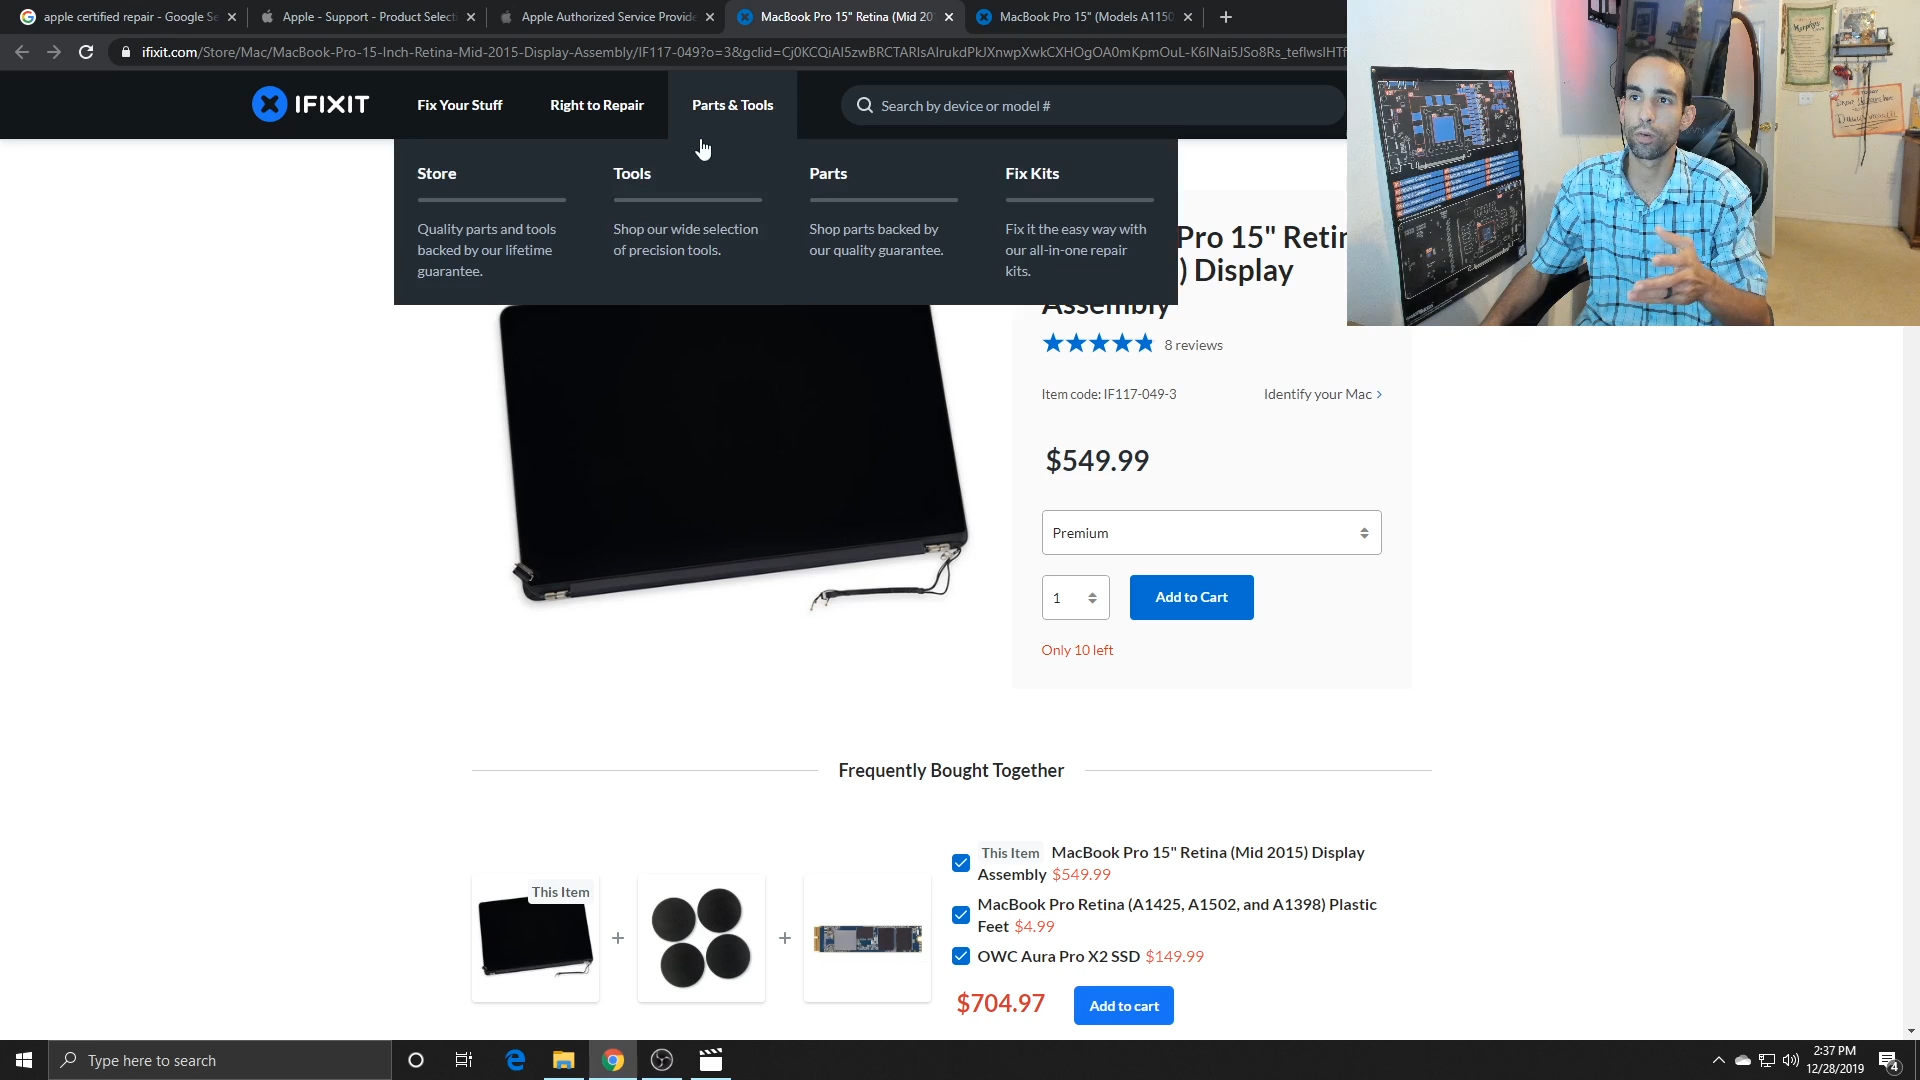 apple certified repair - Google Se
Apple - Support - Product Selecti
Apple Authorized Service Provide
MacBook Pro 15" Retina (Mid 20
MacBook Pro 15" (Models A1150
ifixit.com/Store/Mac/MacBook-Pro-15-Inch-Retina-Mid-2015-Display-Assembly/IF117-049?o=3&gclid=Cj0KCQiAl5zwBRCTARIsAIrukdPkJXnwpXwkCXHOgOA0mKpmOuL-K6lNai5JSo8Rs_teflwsIHTf
IFIXIT
Fix Your Stuff
Right to Repair
Parts & Tools
Search by device or model #
Store
Tools
Parts
Fix Kits
Quality parts and tools
backed by our lifetime
guarantee.
Shop our wide selection
of precision tools.
Shop parts backed by
our quality guarantee.
Fix it the easy way with
our all-in-one repair
kits.
Pro 15" Retin
) Display
Assembly
8 reviews
Item code: IF117-049-3
Identify your Mac >
$549.99
Premium
1
Add to Cart
Only 10 left
Frequently Bought Together
This Item
+
+
This Item MacBook Pro 15" Retina (Mid 2015) Display
Assembly $549.99
MacBook Pro Retina (A1425, A1502, and A1398) Plastic
Feet $4.99
OWC Aura Pro X2 SSD $149.99
$704.97
Add to cart
Type here to search
2:37 PM
12/28/2019
4